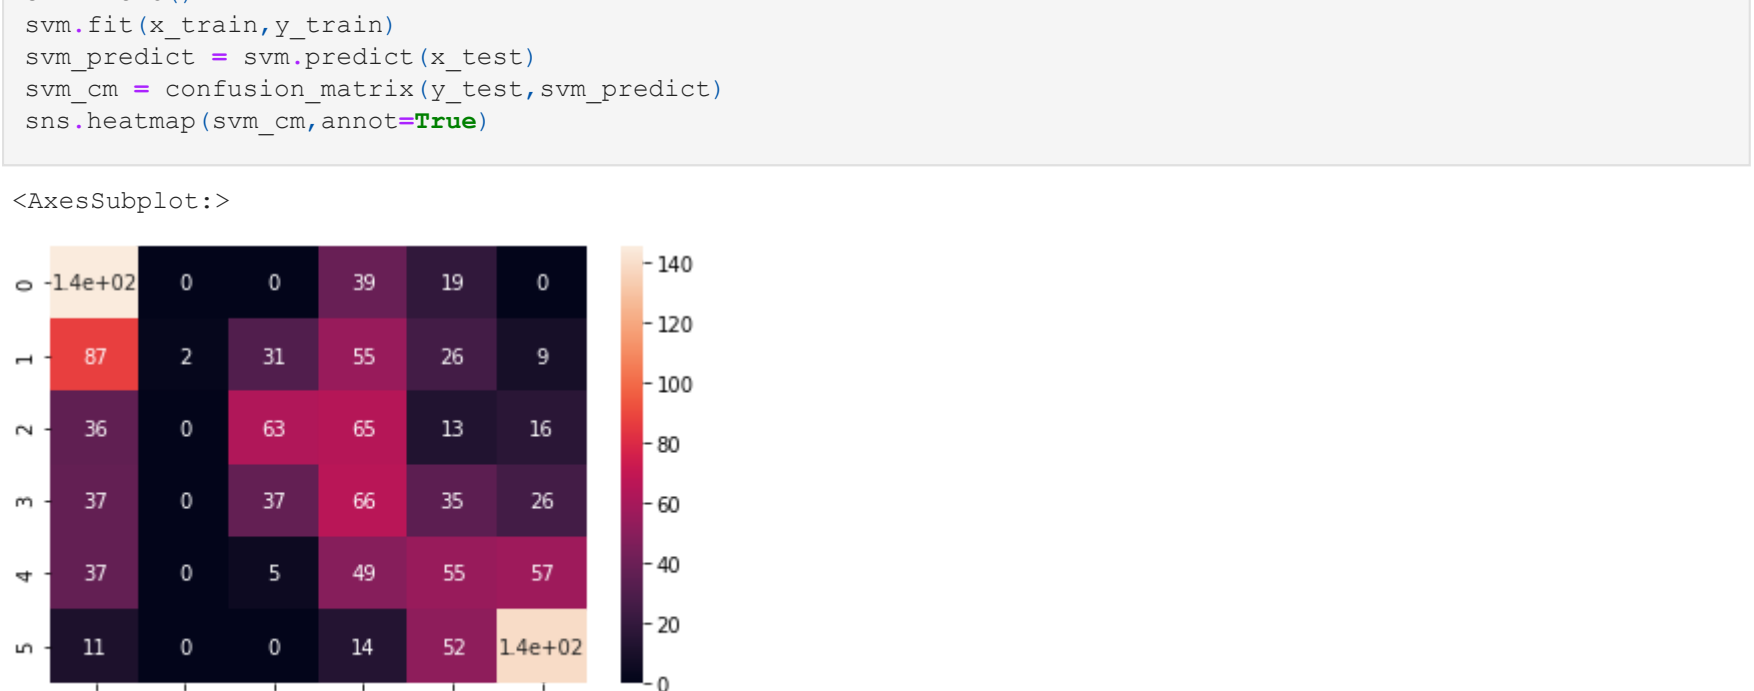 svm.fit(x_train,y_train)
svm_predict = svm.predict(x_test)
svm_cm = confusion_matrix(y_test,svm_predict)
sns.heatmap(svm_cm,annot=True)
<AxesSubplot:>
0 1.4e+02 0 0 39 19 0
1 87 2 31 55 26 9
2 36 0 63 65 13 16
3 37 0 37 66 35 26
4 37 0 5 49 55 57
5 11 0 0 14 52 1.4e+02
140
120
100
80
60
40
20
0